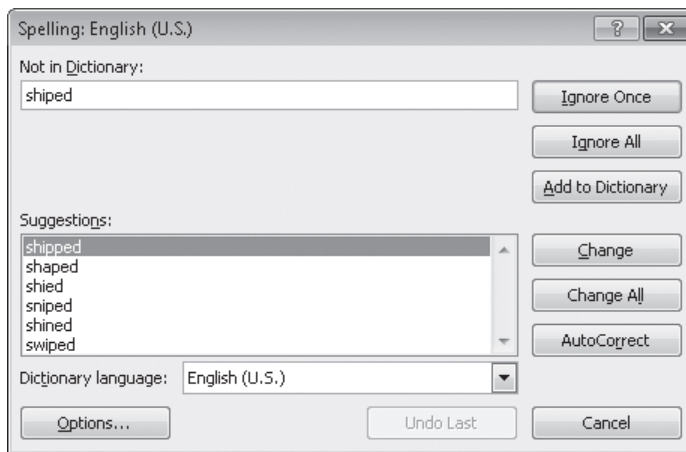 Spelling: English (U.S.)
Not in Dictionary:
shiped
Ignore Once
Ignore All
Add to Dictionary
Suggestions:
shipped
shaped
shied
sniped
shined
swiped
Change
Change All
AutoCorrect
Dictionary language: English (U.S.)
Options... Undo Last Cancel